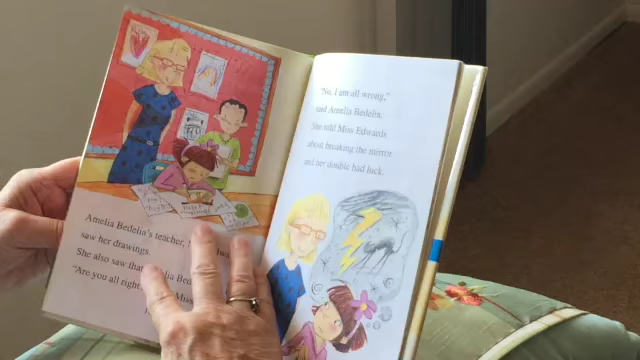 Amelia Bedelia's teacher,
saw her drawings.
She also saw that Bed
"Are you all right
"No, I am all wrong,"
said Amelia Bedelia.
She told Miss Edwards
about breaking the mirror
and her double bad luck.